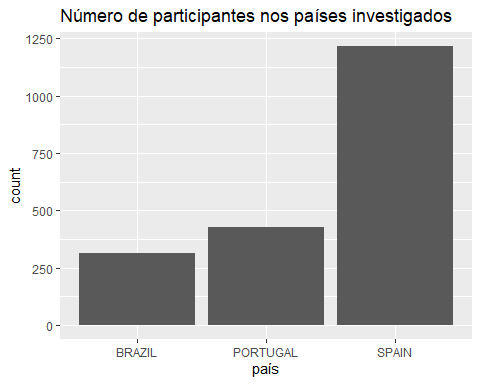 Número de participantes nos países investigados
1250
1000
750
500
250
0
count
BRAZIL
PORTUGAL
SPAIN
país